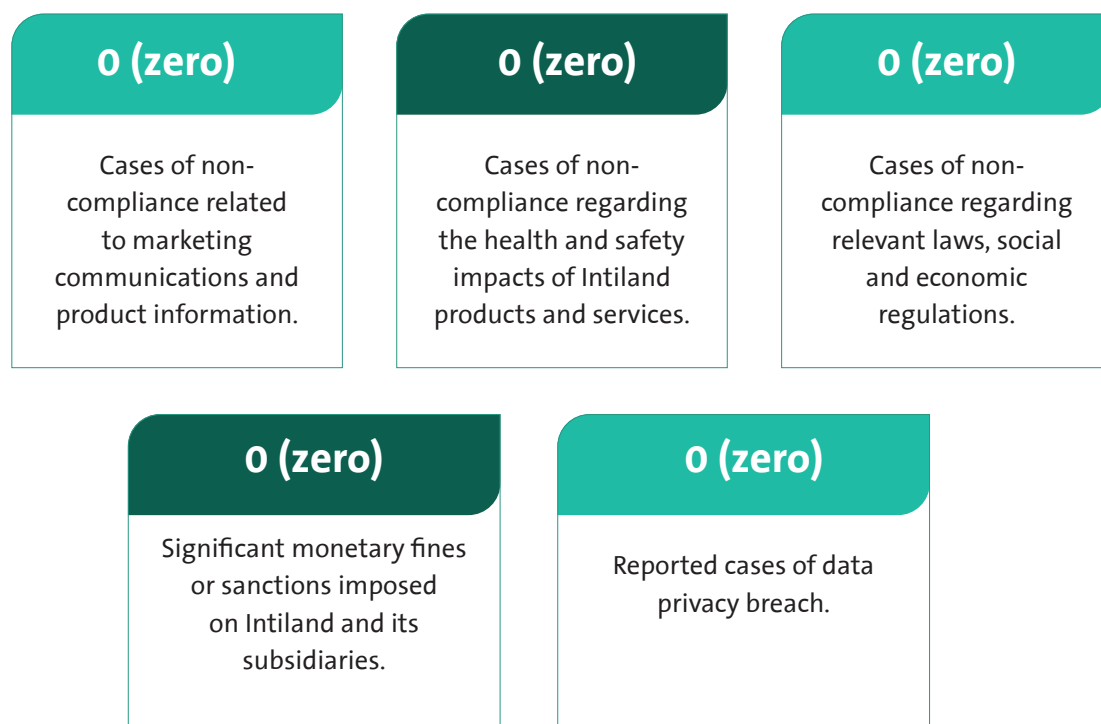 0 (zero)
Cases of non-
compliance related
to marketing
communications and
product information.
0 (zero)
Cases of non-
compliance regarding
the health and safety
impacts of Intiland
products and services.
0 (zero)
Cases of non-
compliance regarding
relevant laws, social
and economic
regulations.
0 (zero)
Significant monetary fines
or sanctions imposed
on Intiland and its
subsidiaries.
0 (zero)
Reported cases of data
privacy breach.